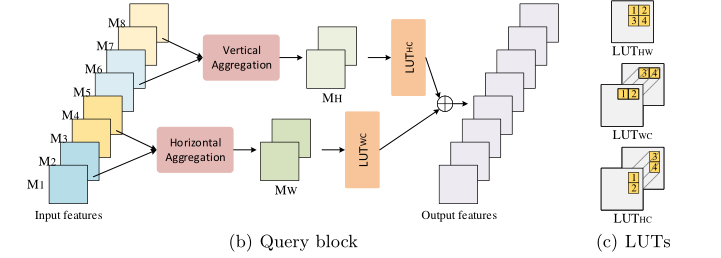 M8
M7
M6
M5
M4
M3
M2
M1
Input features
Vertical
Aggregation
Horizontal
Aggregation
MH
MW
LUTHC
LUTWC
Output features
(b) Query block
1 2
3 4
LUTHW
3 4
1 2
LUTWC
3
4
1
2
LUTHC
(c) LUTs